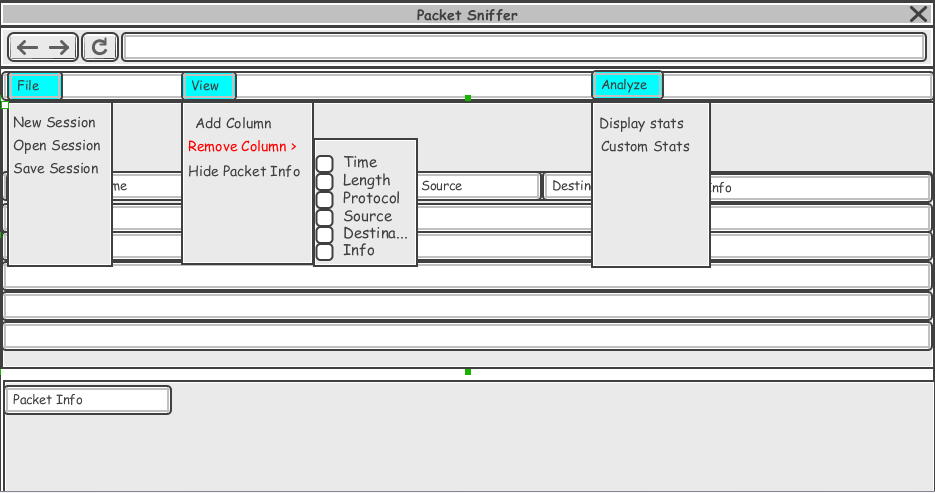 Packet Sniffer
File View Analyze
New Session
Open Session
Save Session
Add Column
Remove Column >
Hide Packet Info
Time
Length
Protocol
Source
Destina...
Info
Display stats
Custom Stats
me Source Destin Info
Packet Info